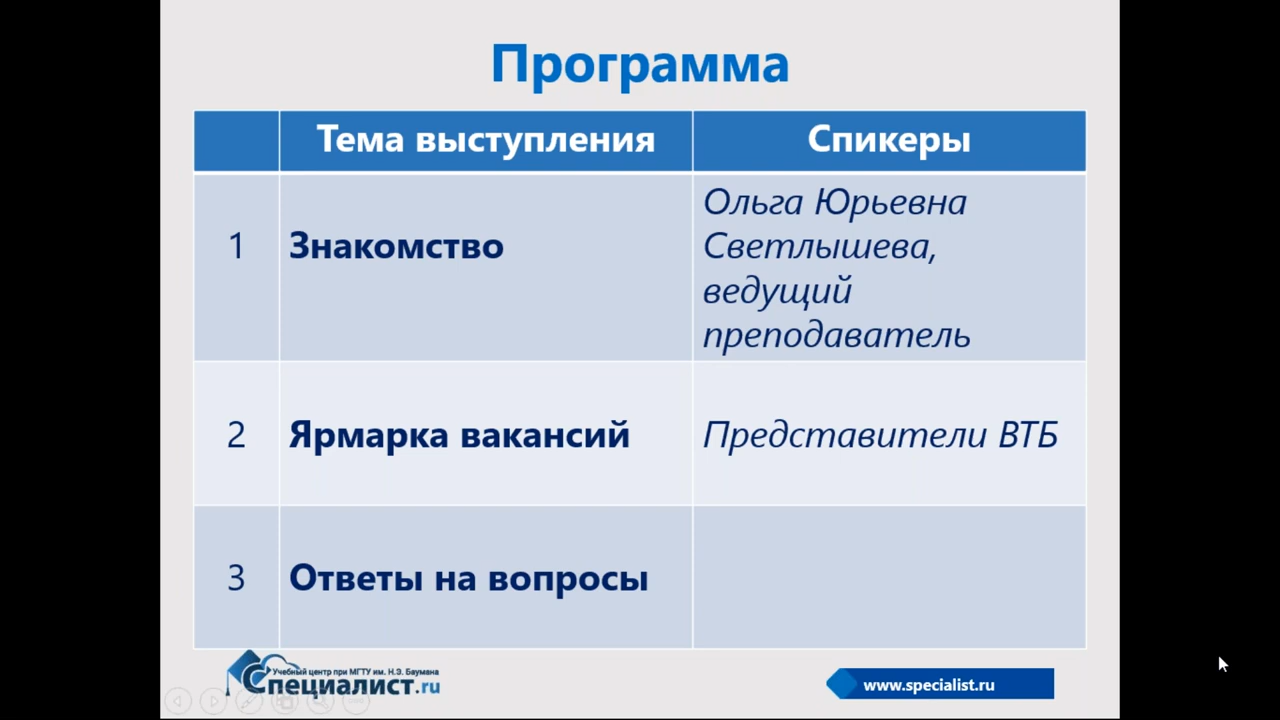 Программа
Тема выступления
Спикеры
1
Знакомство
Ольга Юрьевна
Светлышева,
ведущий
преподаватель
2
Ярмарка вакансий
Представители ВТБ
3
Ответы на вопросы
Учебный центр при МГТУ им. Н.Э. Баумана
Специалист.ru
www.specialist.ru